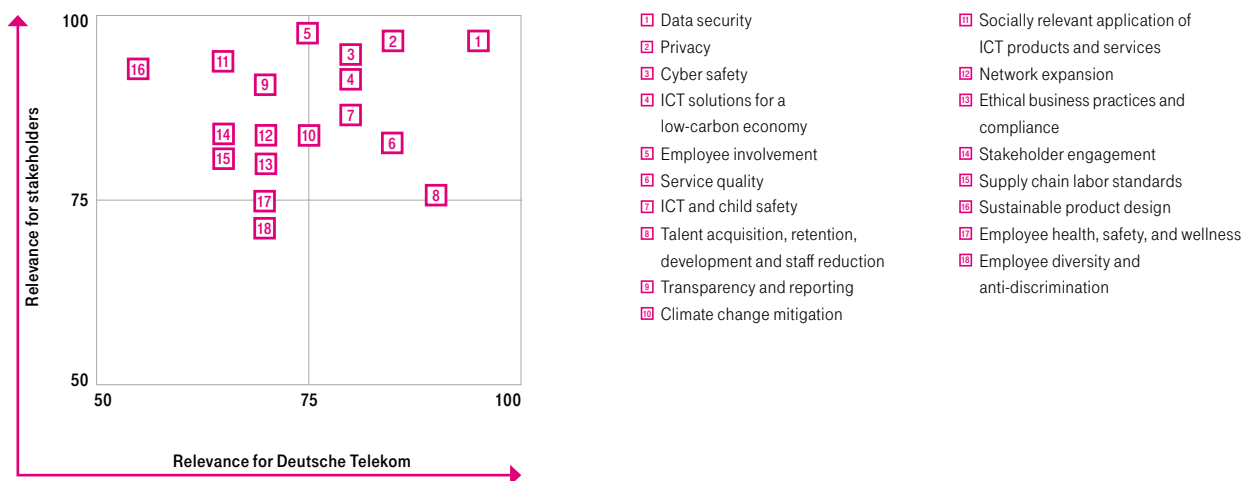 100
75
50
50 75 100
Relevance for stakeholders
Relevance for Deutsche Telekom
5
1
2
3
11
16
4
9
7
14
12
10
6
15
13
8
17
18
1 Data security
2 Privacy
3 Cyber safety
4 ICT solutions for a
low-carbon economy
5 Employee involvement
6 Service quality
7 ICT and child safety
8 Talent acquisition, retention,
development and staff reduction
9 Transparency and reporting
10 Climate change mitigation
11 Socially relevant application of
ICT products and services
12 Network expansion
13 Ethical business practices and
compliance
14 Stakeholder engagement
15 Supply chain labor standards
16 Sustainable product design
17 Employee health, safety, and wellness
18 Employee diversity and
anti-discrimination